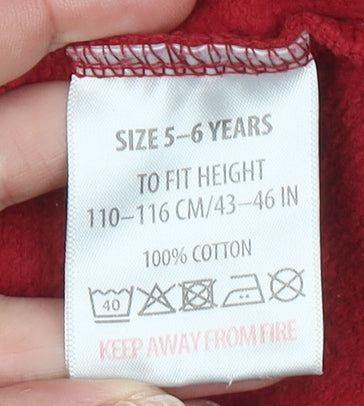 SIZE 5–6 YEARS
TO FIT HEIGHT
110–116 CM/43–46 IN
100% COTTON
40
KEEP AWAY FROM FIRE